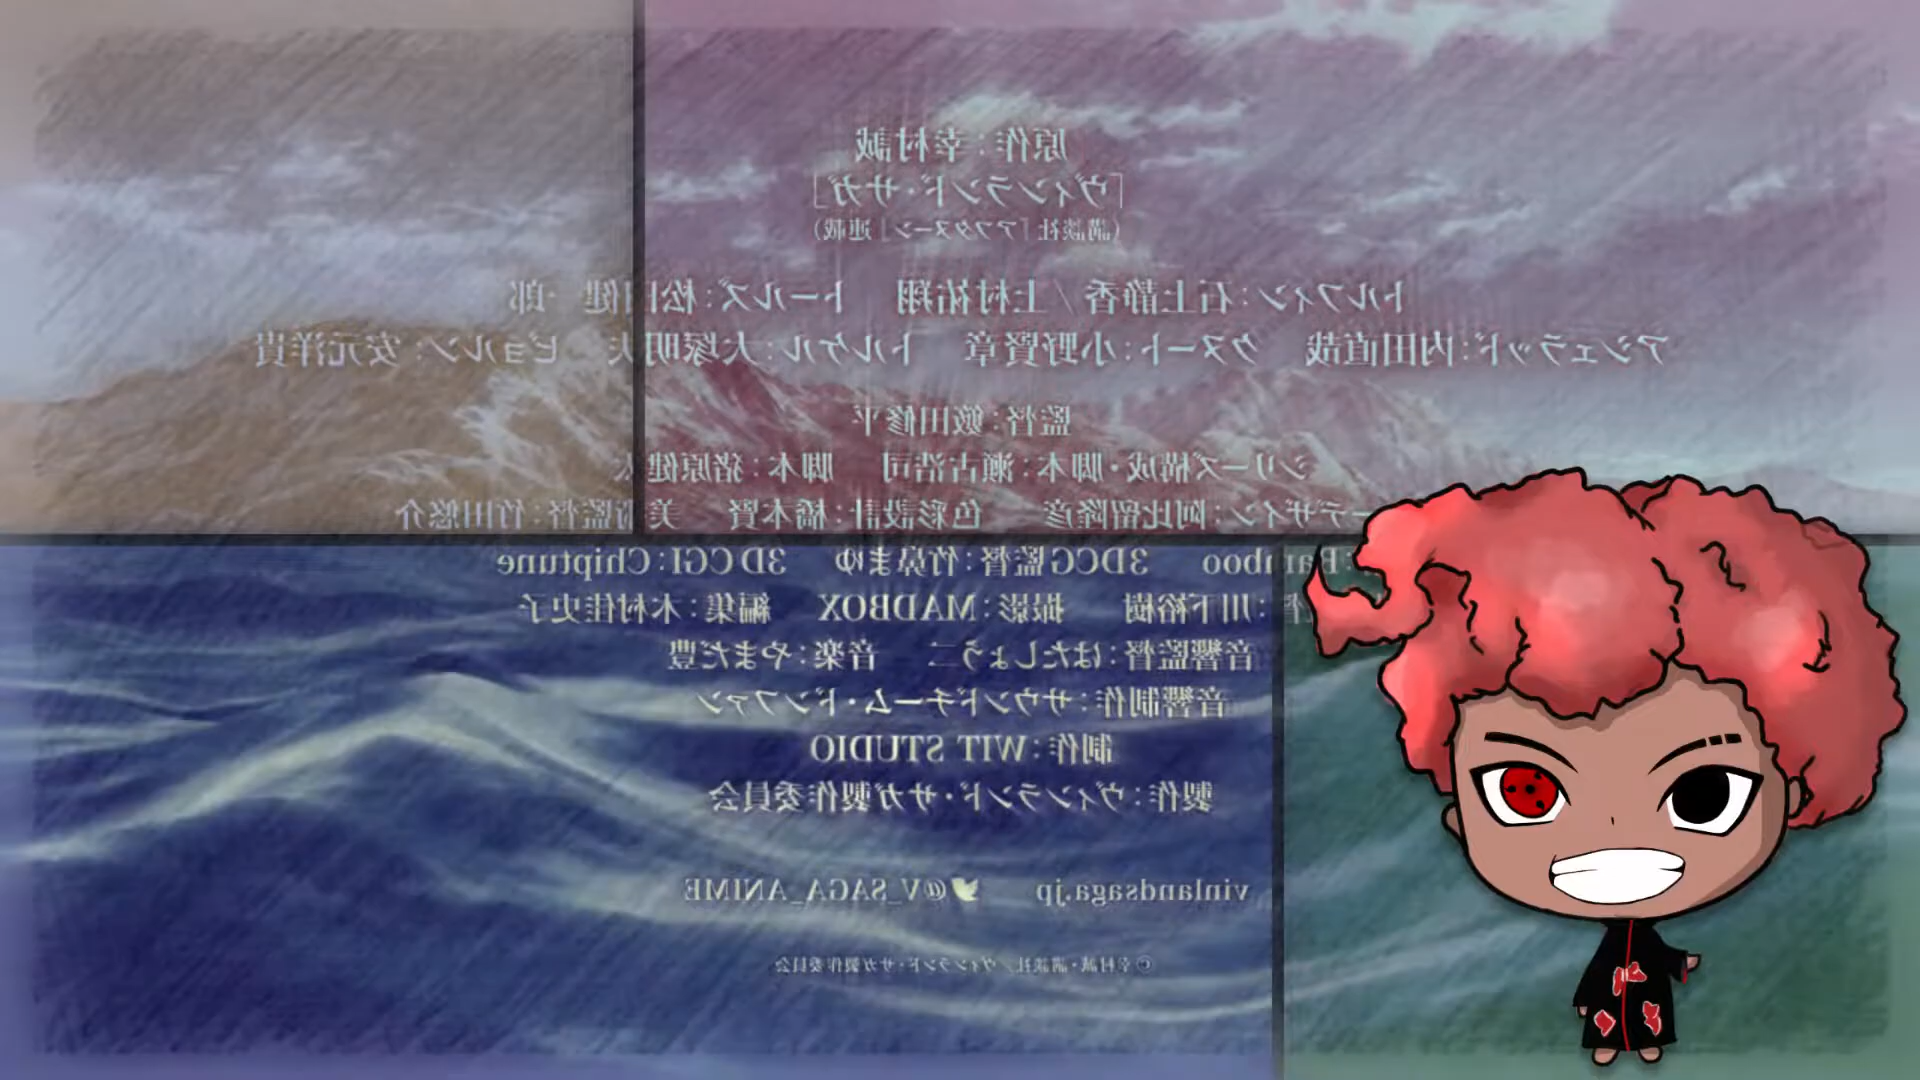 原作：幸村誠
「ヴィンランド・サガ」
(講談社『アフタヌーン』連載)
トルフィン：石上静香 / 上村祐翔　トールズ：松田健一郎
アシェラッド：内田直哉　クヌート：小野賢章　トルケル：大塚明夫　ビョルン：安元洋貴
監督：籔田修平
シリーズ構成・脚本：瀬古浩司　脚本：猪原健太
ーデザイン：阿比留隆彦　色彩設計：橋本賢　美術監督：竹田悠介
：Bamboo　3DCG監督：竹鼻まゆ　3DCGI：Chiptune
督：川下裕樹　撮影：MADBOX　編集：木村佳史子
音響監督：はたしょう二　音楽：やまだ豊
音響制作：サウンドチーム・ドンファン
制作：WIT STUDIO
製作：ヴィンランド・サガ製作委員会
vinlandsaga.jp　@V_SAGA_ANIME
©幸村誠・講談社／ヴィンランド・サガ製作委員会